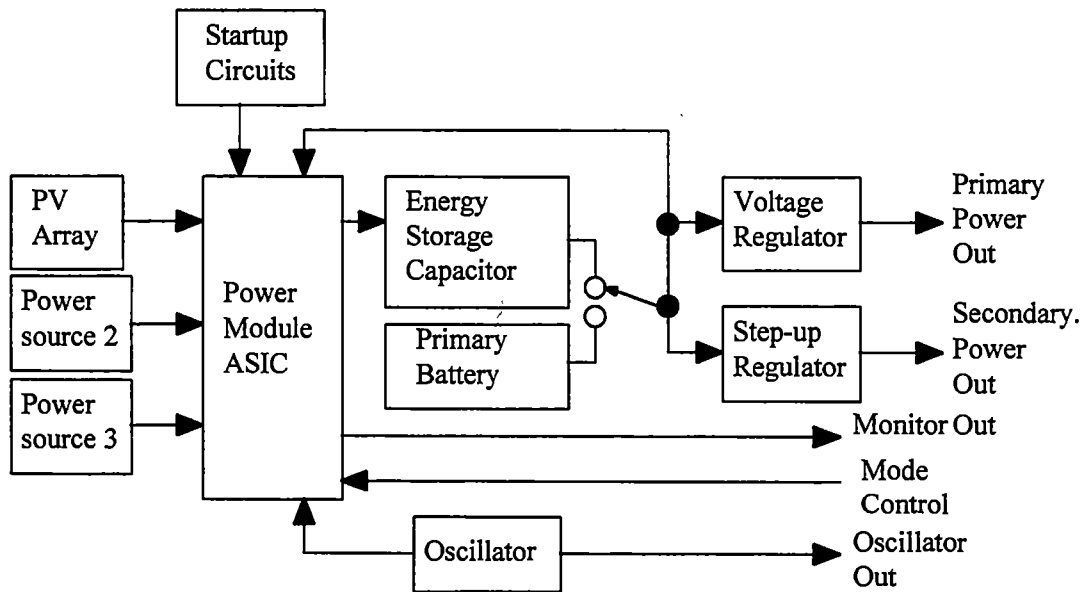 Startup
Circuits
PV
Array
Power
source 2
Power
source 3
Power
Module
ASIC
Energy
Storage
Capacitor
Primary
Battery
Voltage
Regulator
Step-up
Regulator
Primary
Power
Out
Secondary.
Power
Out
Monitor Out
Mode
Control
Oscillator
Oscillator
Out